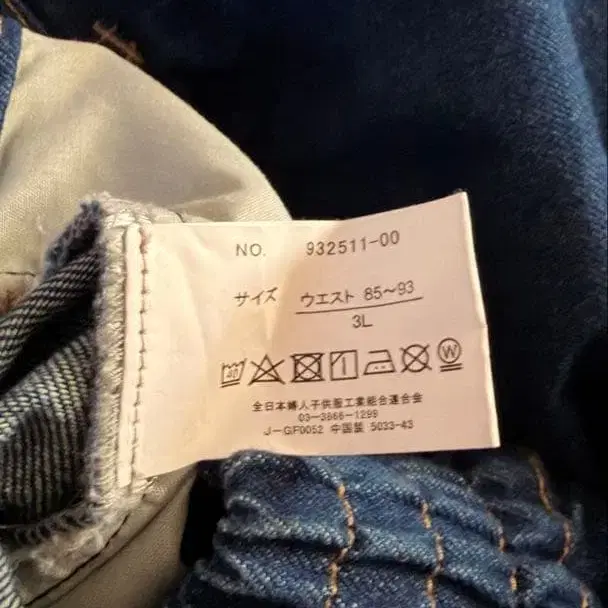 NO. 932511-00
サイズ ウエスト 85~93
3L
全日本婦人子供服工業組合連合会
03-3866-1299
J-GF0052 中国製 5033-43